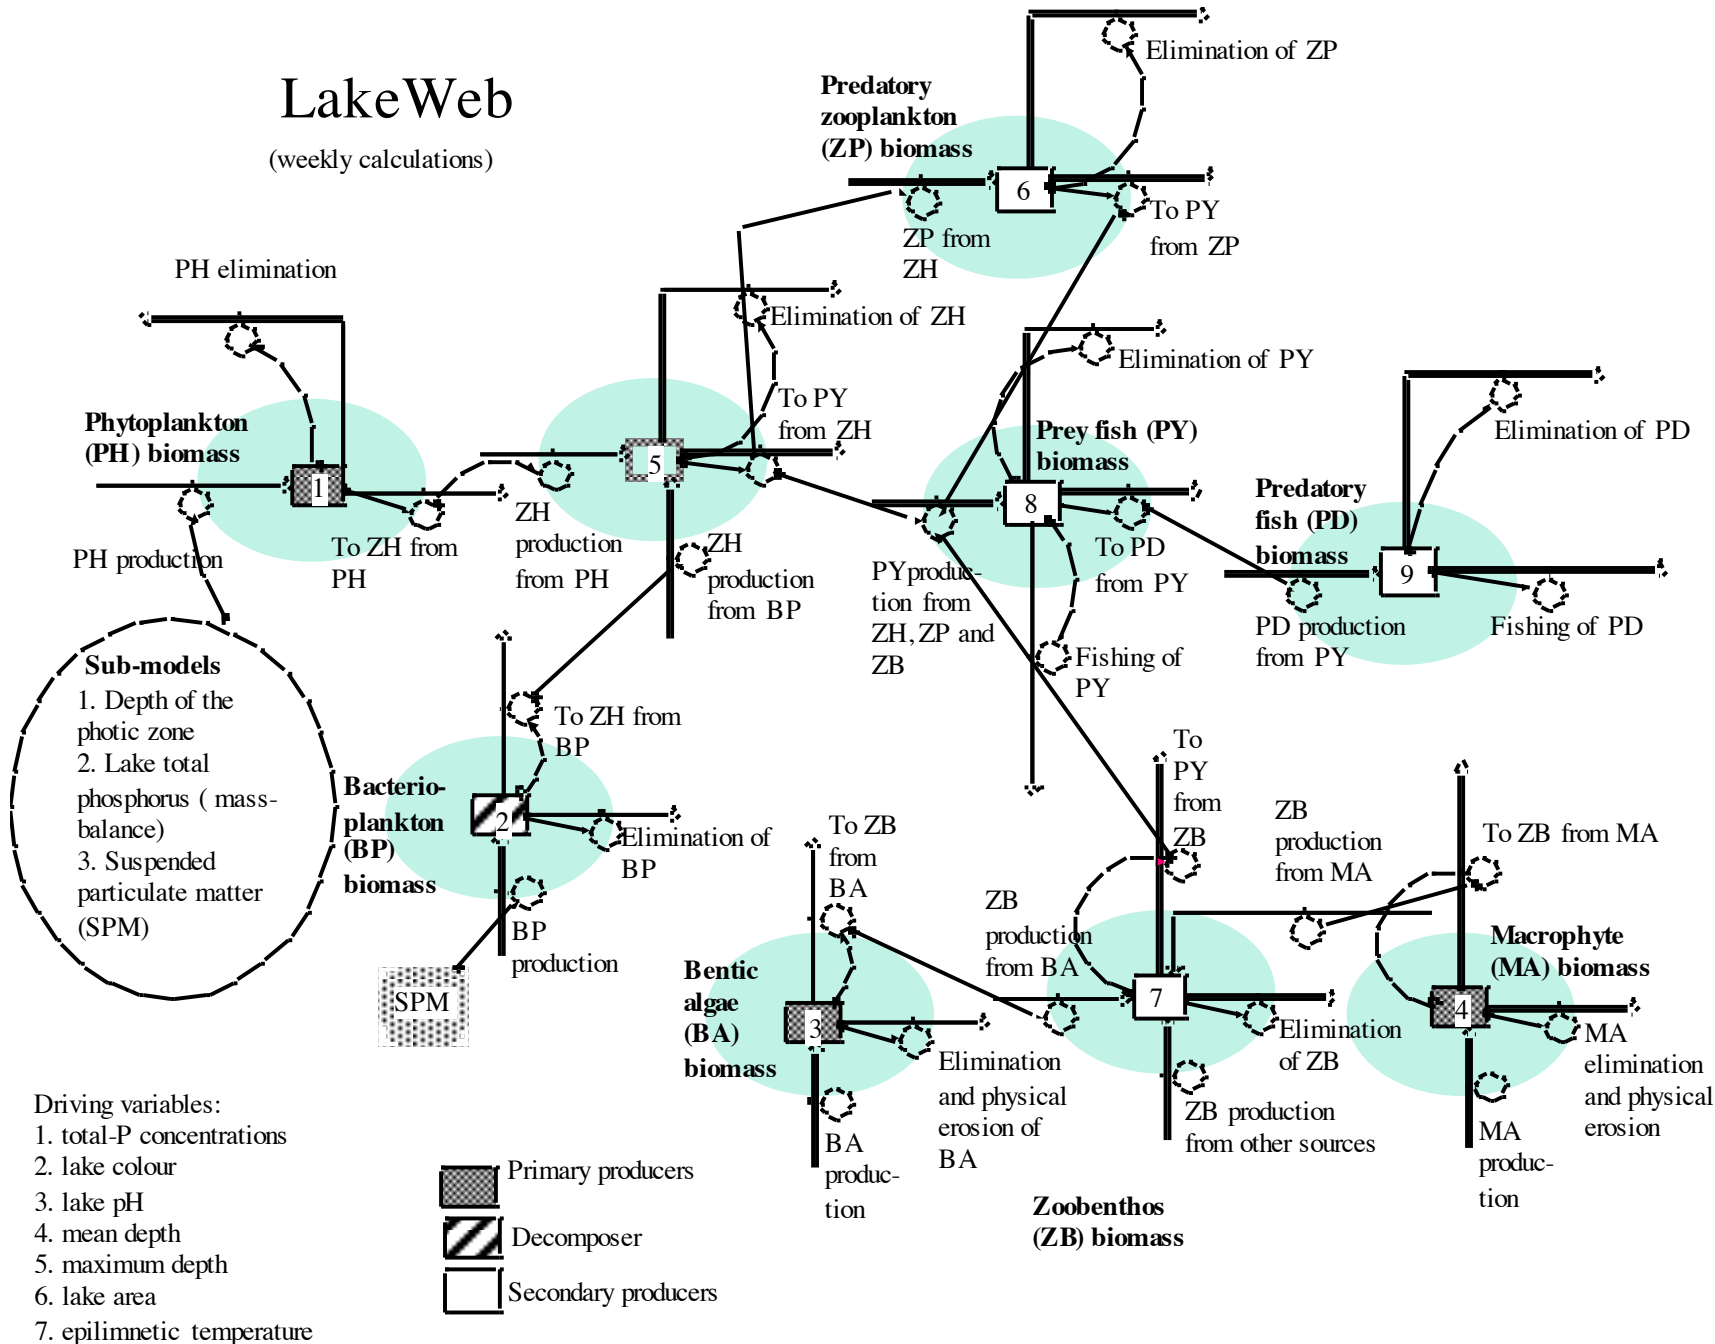 LakeWeb
(weekly calculations)
Elimination of ZP
Predatory
zooplankton
(ZP) biomass
6
To PY
from ZP
ZP from
ZH
PH elimination
Elimination of ZH
Elimination of PY
To PY
from ZH
Phytoplankton
(PH) biomass
1
5
Prey fish (PY)
biomass
8
Elimination of PD
Predatory
fish (PD)
biomass
9
PH production
To ZH from
PH
ZH
production
from PH
ZH
production
from BP
PYproduc-
tion from
ZH, ZP and
ZB
To PD
from PY
PD production
from PY
Fishing of PD
Fishing of
PY
Sub-models
1. Depth of the
photic zone
2. Lake total
phosphorus ( mass-
balance)
3. Suspended
particulate matter
(SPM)
To ZH from
BP
Bacterio-
plankton
(BP)
biomass
2
Elimination of
BP
BP
production
SPM
To ZB
from
BA
To
PY
from
ZB
ZB
production
from MA
To ZB from MA
Bentic
algae
(BA)
biomass
3
ZB
production
from BA
7
Macrophyte
(MA) biomass
4
Elimination
and physical
erosion of
BA
Elimination
of ZB
MA
elimination
and physical
erosion
BA
produc-
tion
ZB production
from other sources
MA
produc-
tion
Zoobenthos
(ZB) biomass
Driving variables:
1. total-P concentrations
2. lake colour
3. lake pH
4. mean depth
5. maximum depth
6. lake area
7. epilimnetic temperature
Primary producers
Decomposer
Secondary producers